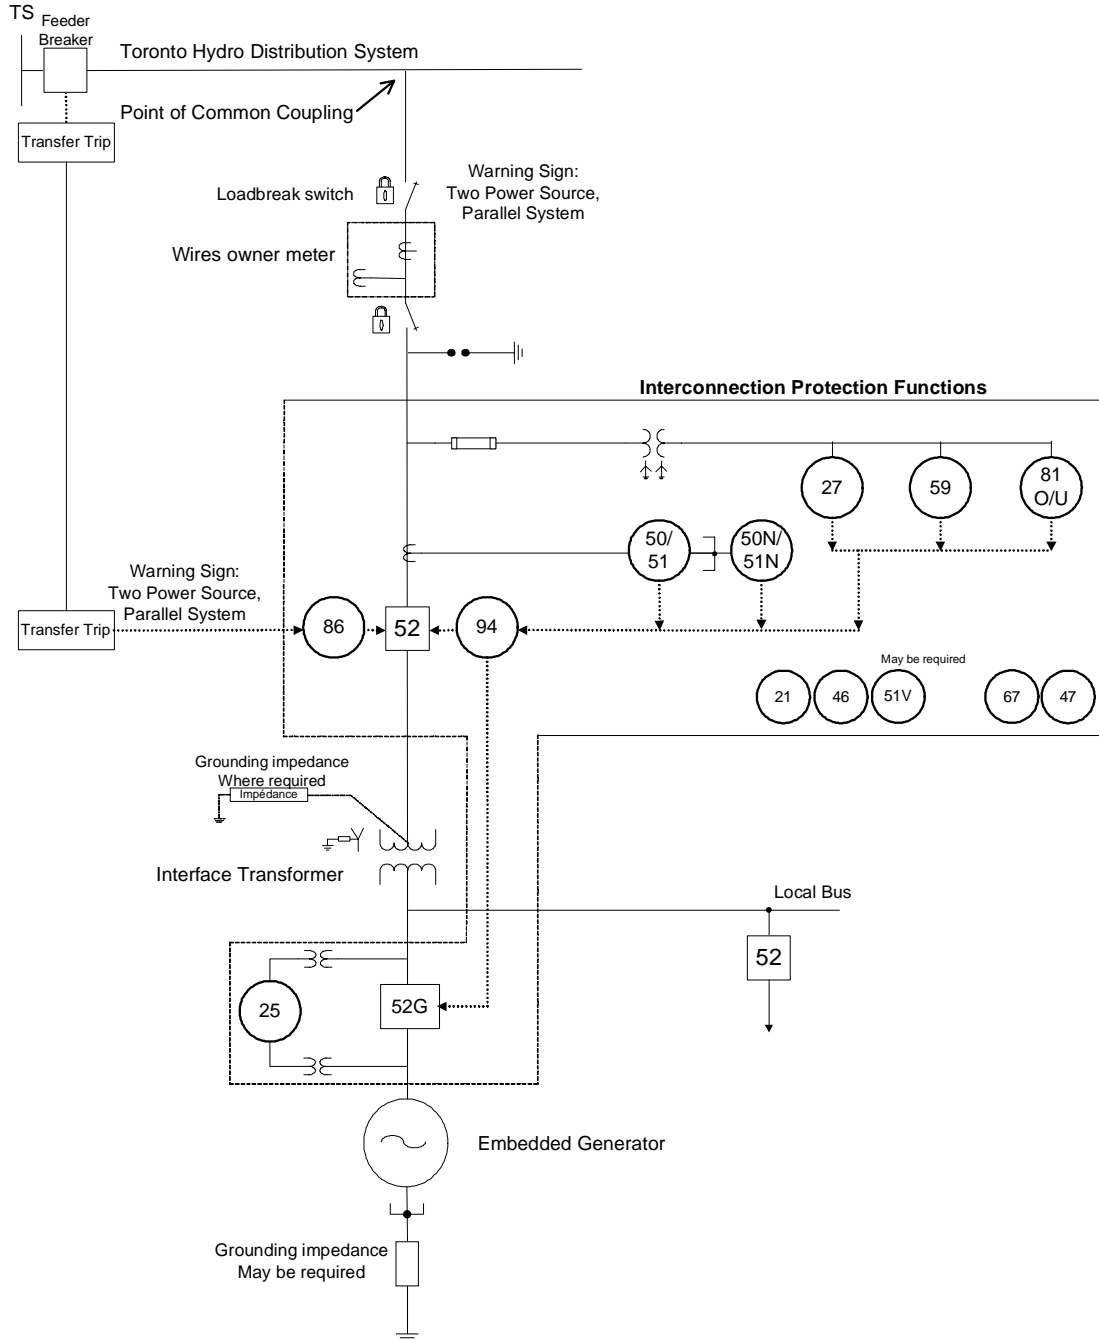 TS
Feeder
Breaker
Toronto Hydro Distribution System
Point of Common Coupling
Transfer Trip
Warning Sign:
Two Power Source,
Parallel System
Loadbreak switch
Wires owner meter
Interconnection Protection Functions
27
59
81
O/U
50/
51
50N/
51N
Warning Sign:
Two Power Source,
Parallel System
Transfer Trip
86
52
94
May be required
21
46
51V
67
47
Grounding impedance
Where required
Impédance
Interface Transformer
Local Bus
52
25
52G
Embedded Generator
Grounding impedance
May be required